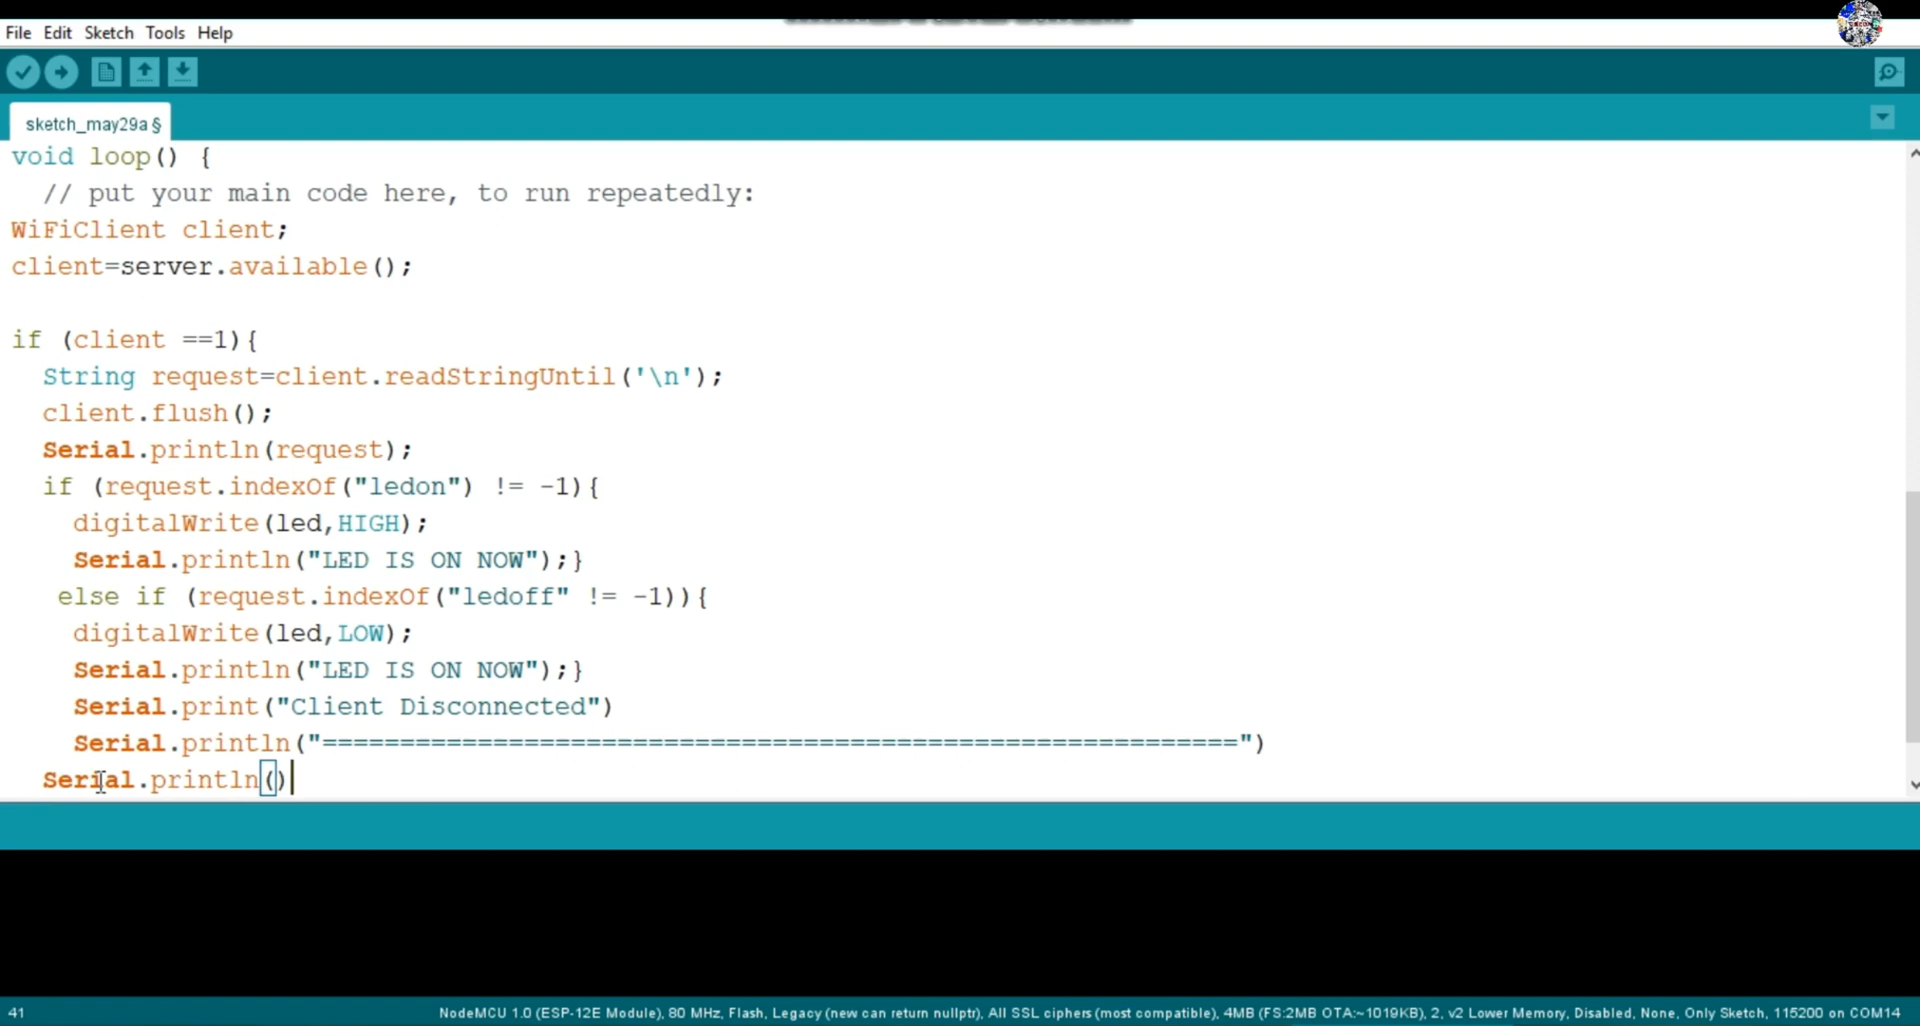 File Edit Sketch Tools Help
sketch_may29a §
void loop() {
// put your main code here, to run repeatedly:
WiFiClient client;
client=server.available();
if (client ==1){
String request=client.readStringUntil('\n');
client.flush();
Serial.println(request);
if (request.indexOf("ledon") != -1){
digitalWrite(led,HIGH);
Serial.println("LED IS ON NOW");}
else if (request.indexOf("ledoff" != -1)){
digitalWrite(led,LOW);
Serial.println("LED IS ON NOW");}
Serial.print("Client Disconnected")
Serial.println("===========================================================")
Serial.println()
41
NodeMCU 1.0 (ESP-12E Module), 80 MHz, Flash, Legacy (new can return nullptr), All SSL ciphers (most compatible), 4MB (FS:2MB OTA:~1019KB), 2, v2 Lower Memory, Disabled, None, Only Sketch, 115200 on COM14